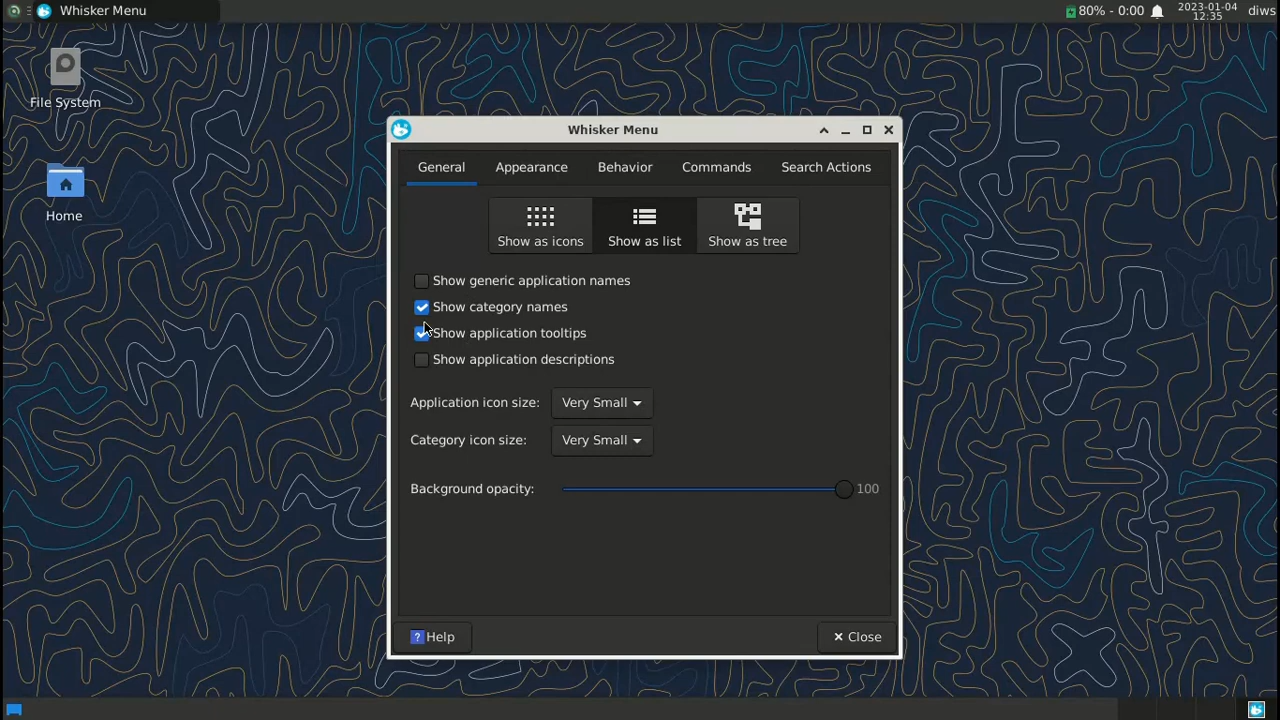 Whisker Menu
80% - 0:00
2023-01-04
12:35
diws
File System
Home
Whisker Menu
General Appearance Behavior Commands Search Actions
Show as icons Show as list Show as tree
Show generic application names
Show category names
Show application tooltips
Show application descriptions
Application icon size: Very Small
Category icon size: Very Small
Background opacity: 100
? Help
Close